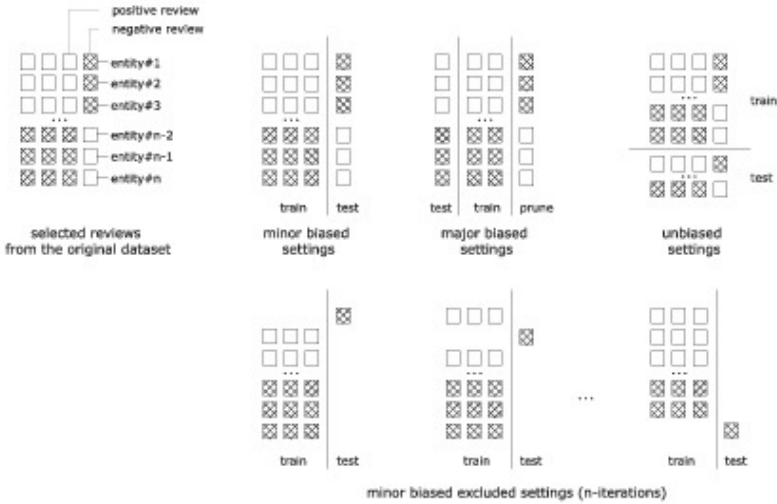 positive review
negative review
entity#1
entity#2
entity#3
...
entity#n-2
entity#n-1
entity#n
selected reviews
from the original dataset
...
train
test
minor biased
settings
...
test
train
prune
major biased
settings
...
train
...
test
unbiased
settings
...
train
test
...
train
test
...
...
train
test
minor biased excluded settings (n-iterations)